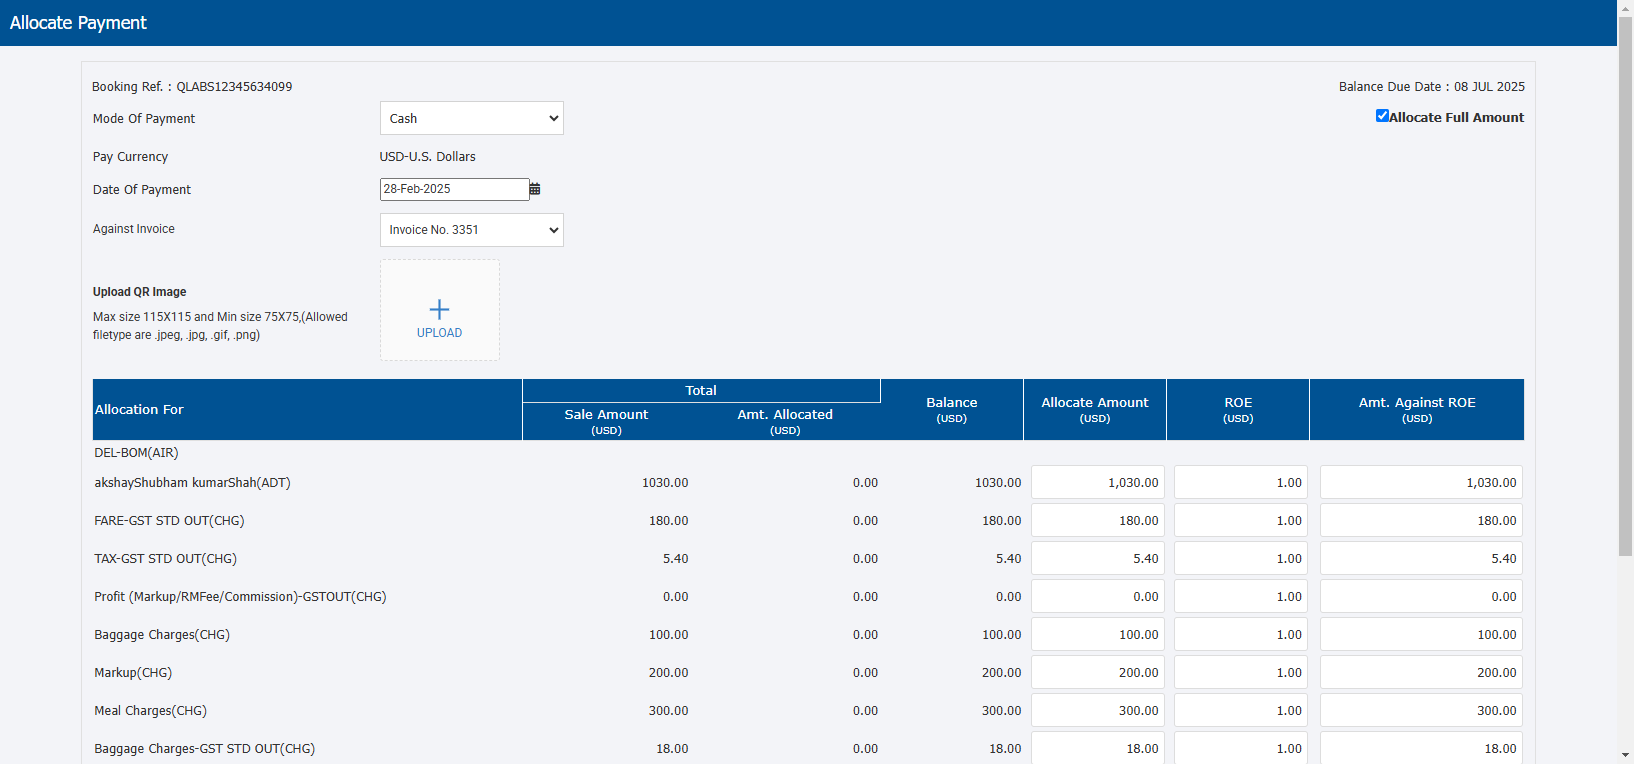 Allocate Payment
Booking Ref. : QLABS12345634099
Balance Due Date : 08 JUL 2025
Mode Of Payment
Cash
Allocate Full Amount
Pay Currency
USD-U.S. Dollars
Date Of Payment
28-Feb-2025
Against Invoice
Invoice No. 3351
Upload QR Image
Max size 115X115 and Min size 75X75,(Allowed
filetype are .jpeg, .jpg, .gif, .png)
UPLOAD
Allocation For
Total
Sale Amount
(USD)
Amt. Allocated
(USD)
Balance
(USD)
Allocate Amount
(USD)
ROE
(USD)
Amt. Against ROE
(USD)
DEL-BOM(AIR)
akshayShubham kumarShah(ADT) 1030.00 0.00 1030.00 1,030.00 1.00 1,030.00
FARE-GST STD OUT(CHG) 180.00 0.00 180.00 180.00 1.00 180.00
TAX-GST STD OUT(CHG) 5.40 0.00 5.40 5.40 1.00 5.40
Profit (Markup/RMFee/Commission)-GSTOUT(CHG) 0.00 0.00 0.00 0.00 1.00 0.00
Baggage Charges(CHG) 100.00 0.00 100.00 100.00 1.00 100.00
Markup(CHG) 200.00 0.00 200.00 200.00 1.00 200.00
Meal Charges(CHG) 300.00 0.00 300.00 300.00 1.00 300.00
Baggage Charges-GST STD OUT(CHG) 18.00 0.00 18.00 18.00 1.00 18.00